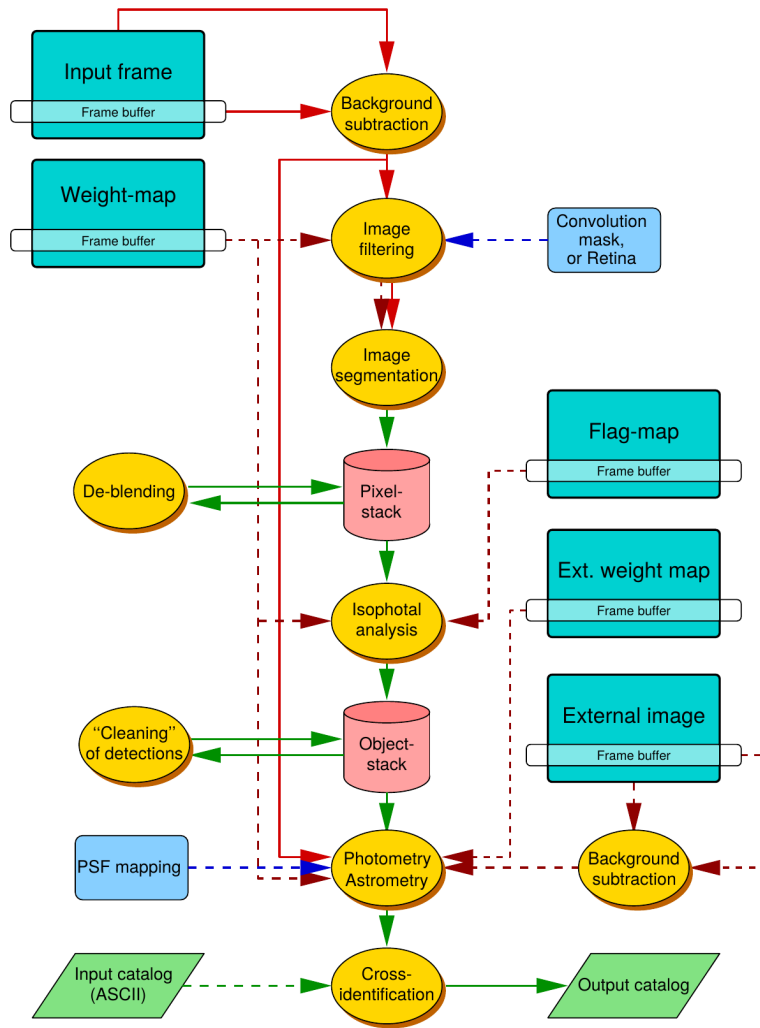 Input frame
Frame buffer
Background
subtraction
Weight-map
Frame buffer
Image
filtering
Convolution
mask,
or Retina
Image
segmentation
Flag-map
Frame buffer
De-blending
Pixel-
stack
Ext. weight map
Frame buffer
Isophotal
analysis
External image
Frame buffer
“Cleaning”
of detections
Object-
stack
PSF mapping
Photometry
Astrometry
Background
subtraction
Input catalog
(ASCII)
Cross-
identification
Output catalog